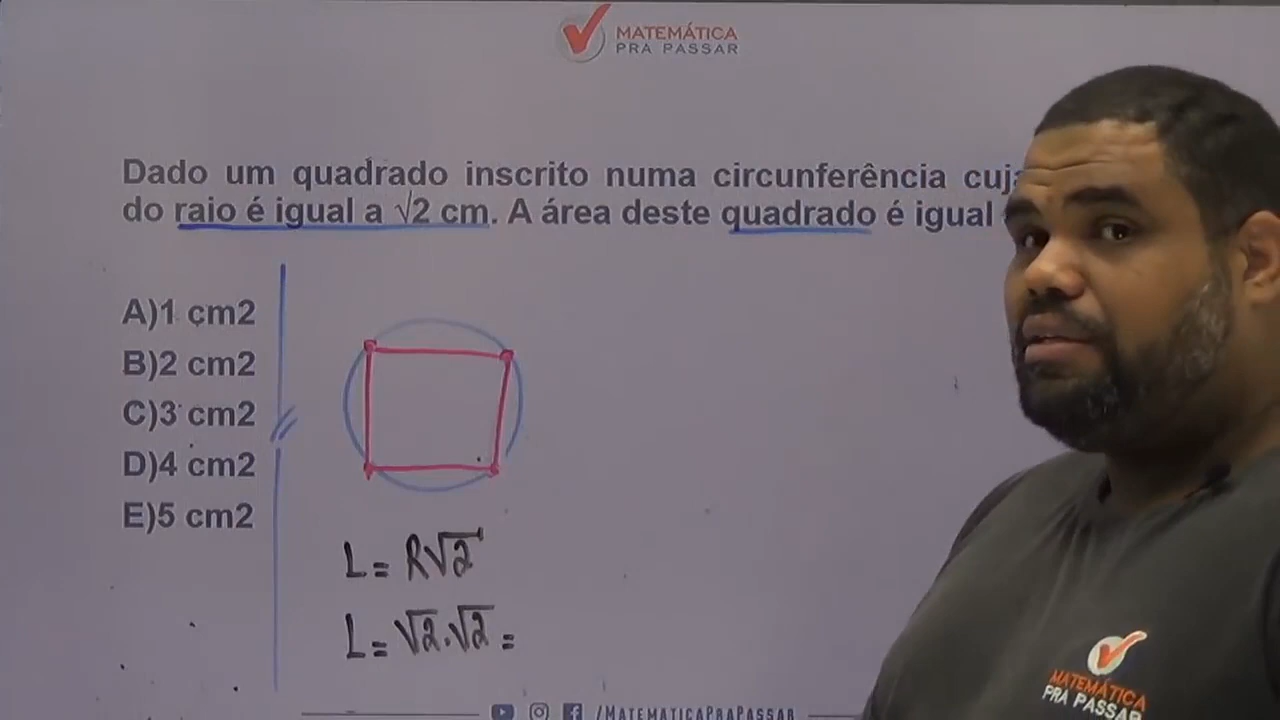 MATEMÁTICA
PRA PASSAR
Dado um quadrado inscrito numa circunferência
do raio é igual a √2 cm. A área deste quadrado é igual
A)1 cm2
B)2 cm2
C)3 cm2
D)4 cm2
E)5 cm2
L = R√2
L = √2 . √2 =
MATEMÁTICA
PRA PASSAR
/MATEMATICAPRAPASSAR